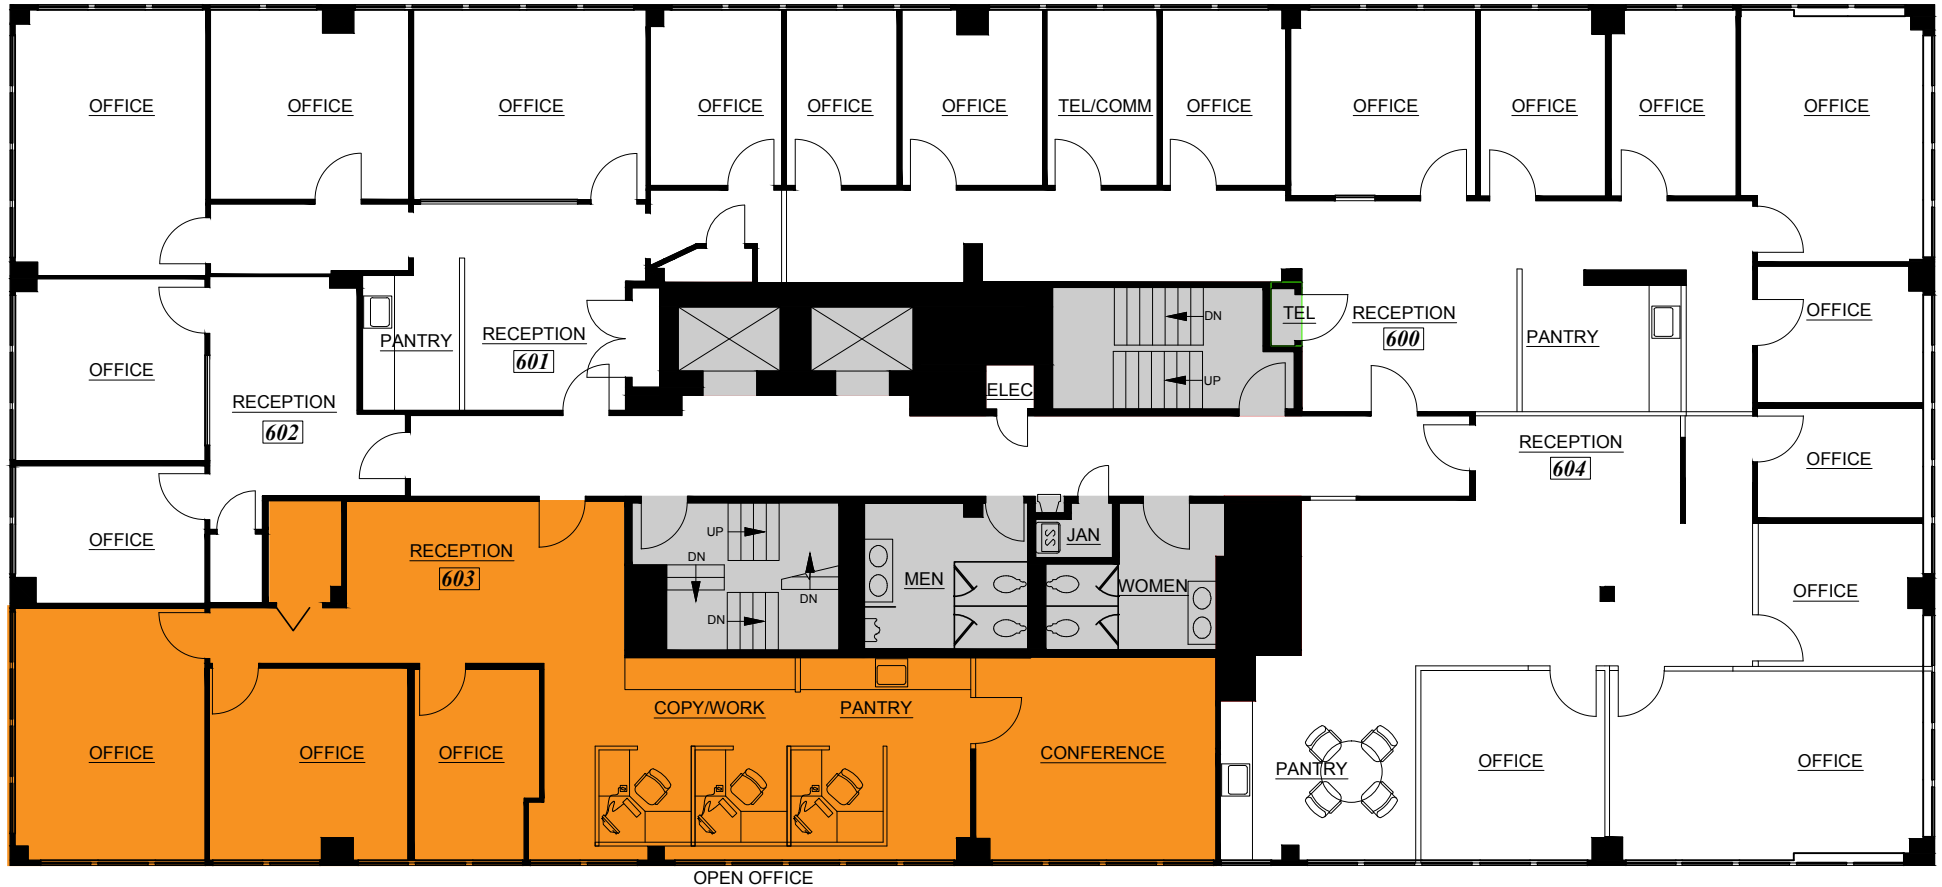 OFFICE
OFFICE
OFFICE
OFFICE
OFFICE
OFFICE
TEL/COMM
OFFICE
OFFICE
OFFICE
OFFICE
OFFICE
OFFICE
TEL
RECEPTION
600
DN
PANTRY
RECEPTION
601
PANTRY
OFFICE
UP
ELEC
RECEPTION
602
RECEPTION
604
OFFICE
OFFICE
UP
JAN
RECEPTION
603
DN
MEN
WOMEN
OFFICE
DN
DN
COPY/WORK
PANTRY
OFFICE
OFFICE
OFFICE
CONFERENCE
PANTRY
OFFICE
OFFICE
OPEN OFFICE